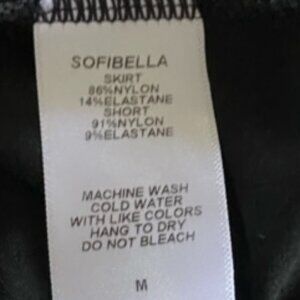 SOFIBELLA
SKIRT
86%NYLON
14%ELASTANE
SHORT
91%NYLON
9%ELASTANE
MACHINE WASH
COLD WATER
WITH LIKE COLORS
HANG TO DRY
DO NOT BLEACH
M